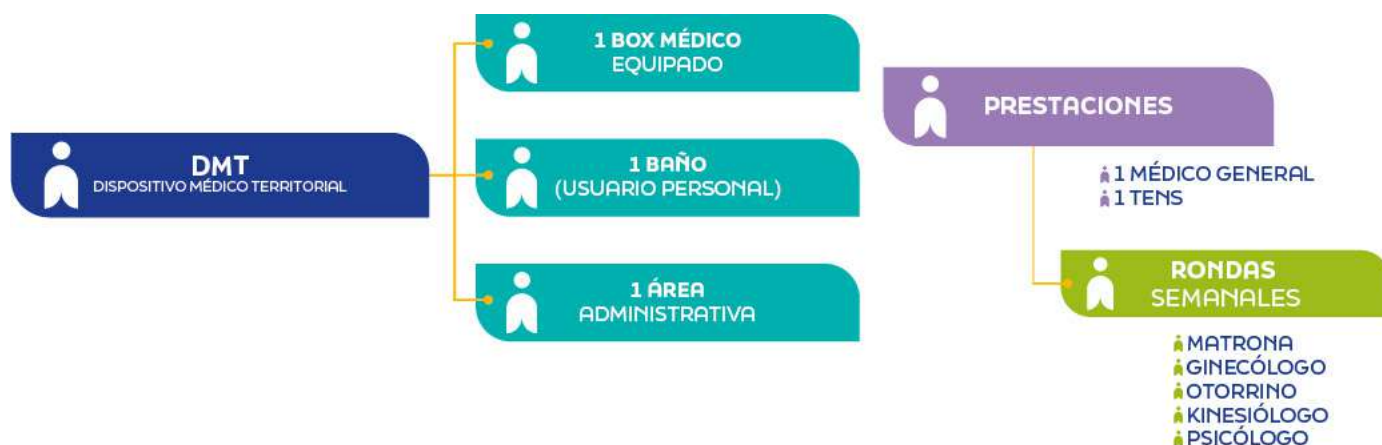 DMT
DISPOSITIVO MÉDICO TERRITORIAL
1 BOX MÉDICO
EQUIPADO
1 BAÑO
(USUARIO PERSONAL)
1 ÁREA
ADMINISTRATIVA
PRESTACIONES
1 MÉDICO GENERAL
1 TENS
RONDAS
SEMANALES
MATRONA
GINECÓLOGO
OTORRINO
KINESIÓLOGO
PSICÓLOGO